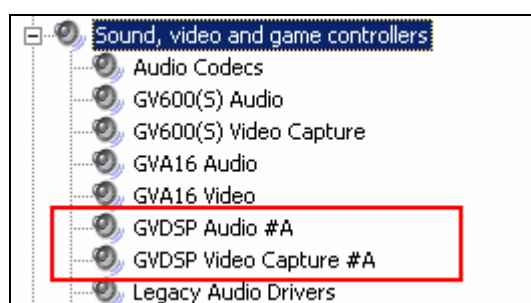 Sound, video and game controllers
Audio Codecs
GV600(S) Audio
GV600(S) Video Capture
GVA16 Audio
GVA16 Video
GVDSP Audio #A
GVDSP Video Capture #A
Legacy Audio Drivers